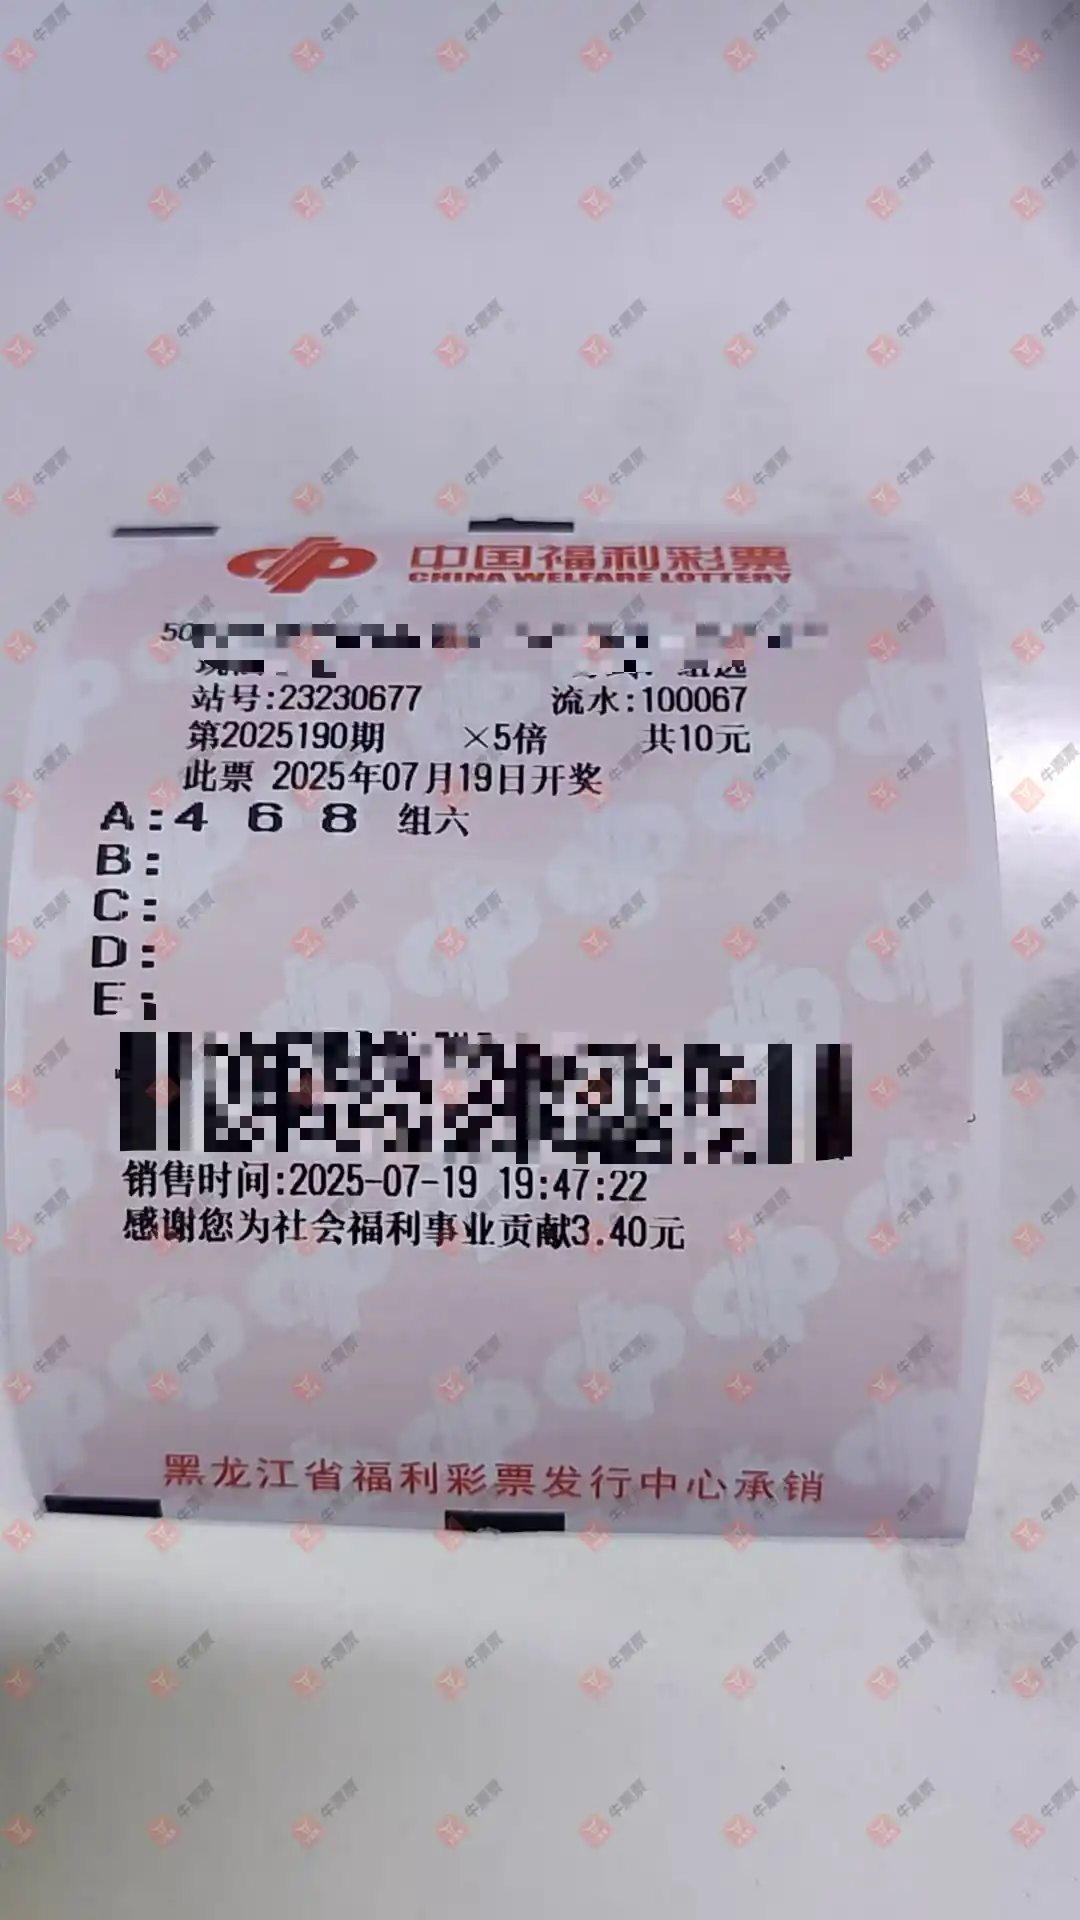 中国福利彩票
CHINA WELFARE LOTTERY
50
站号:23230677 流水:100067
第2025190期 ×5倍 共10元
此票 2025年07月19日开奖
A:4 6 8 组六
B:
C:
D:
E:
销售时间:2025-07-19 19:47:22
感谢您为社会福利事业贡献3.40元
黑龙江省福利彩票发行中心承销
牛票票